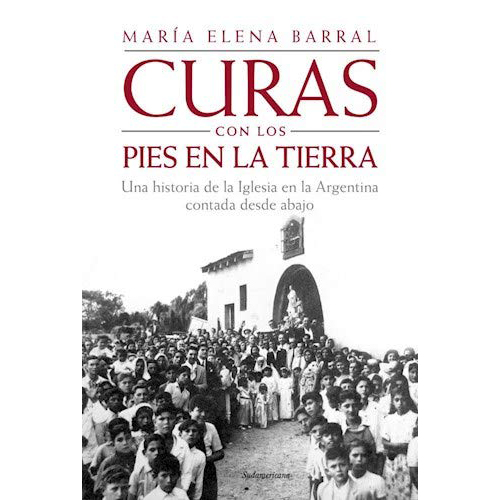 MARÍA ELENA BARRAL
CURAS
CON LOS
PIES EN LA TIERRA
Una historia de la Iglesia en la Argentina
contada desde abajo
Sudamericana